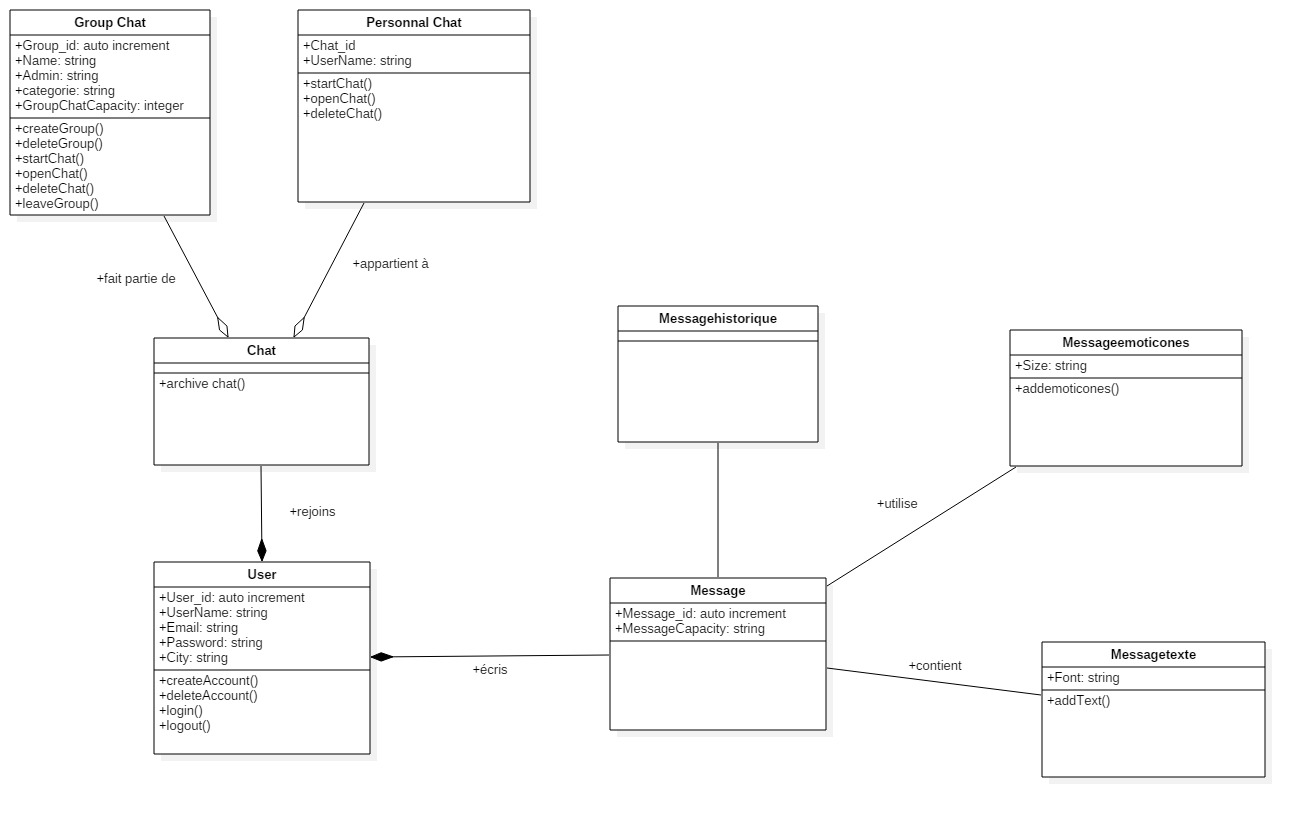 Group Chat
+Group_id: auto increment
+Name: string
+Admin: string
+categorie: string
+GroupChatCapacity: integer
+createGroup()
+deleteGroup()
+startChat()
+openChat()
+deleteChat()
+leaveGroup()
Personnal Chat
+Chat_id
+UserName: string
+startChat()
+openChat()
+deleteChat()
+fait partie de
+appartient à
Chat
+archive chat()
Messagehistorique
Messageemoticones
+Size: string
+addemoticones()
+rejoins
+utilise
User
+User_id: auto increment
+UserName: string
+Email: string
+Password: string
+City: string
+createAccount()
+deleteAccount()
+login()
+logout()
+écris
Message
+Message_id: auto increment
+MessageCapacity: string
+contient
Messagetexte
+Font: string
+addText()